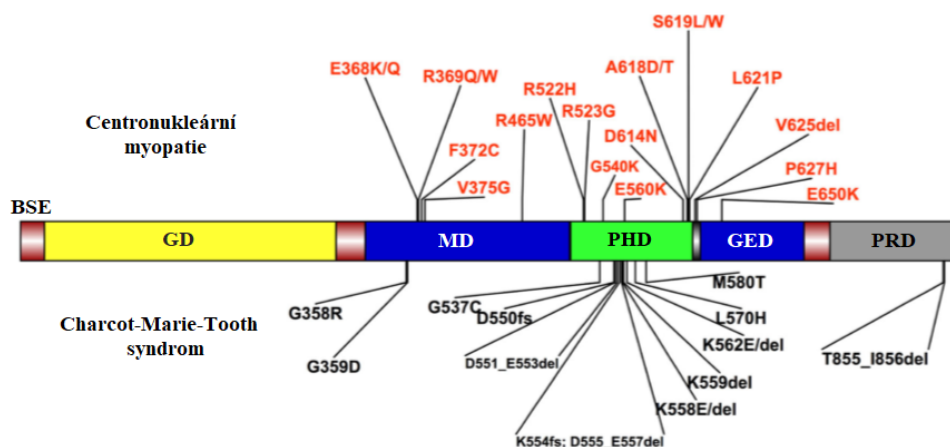 S619L/W
E368K/Q
R369Q/W
A618D/T
L621P
R522H
R523G
Centronukleární
myopatie
R465W
D614N
V625del
F372C
G540K
P627H
V375G
E560K
E650K
BSE
GD
MD
PHD
GED
PRD
M580T
G358R
G537C
D550fs
L570H
Charcot-Marie-Tooth
syndrom
K562E/del
G359D
D551_E553del
T855_I856del
K559del
K558E/del
K554fs; D555_E557del